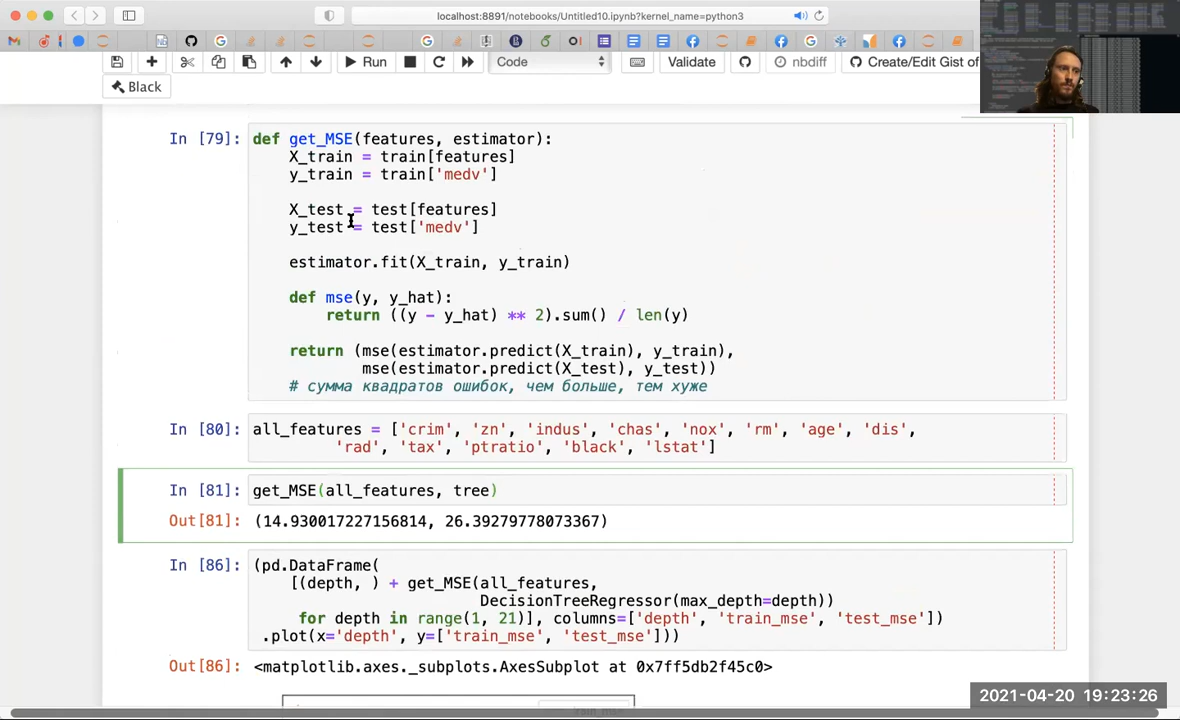 localhost:8891/notebooks/Untitled10.ipynb?kernel_name=python3
Run
Code
Validate
nbdiff
Create/Edit Gist of
Black
In [79]:
def get_MSE(features, estimator):
X_train = train[features]
y_train = train['medv']
X_test = test[features]
y_test = test['medv']
estimator.fit(X_train, y_train)
def mse(y, y_hat):
return ((y - y_hat) ** 2).sum() / len(y)
return (mse(estimator.predict(X_train), y_train),
mse(estimator.predict(X_test), y_test))
# сумма квадратов ошибок, чем больше, тем хуже
In [80]:
all_features = ['crim', 'zn', 'indus', 'chas', 'nox', 'rm', 'age', 'dis',
'rad', 'tax', 'ptratio', 'black', 'lstat']
In [81]:
get_MSE(all_features, tree)
Out[81]:
(14.930017227156814, 26.39279778073367)
In [86]:
(pd.DataFrame(
[(depth, ) + get_MSE(all_features,
DecisionTreeRegressor(max_depth=depth))
for depth in range(1, 21)], columns=['depth', 'train_mse', 'test_mse'])
.plot(x='depth', y=['train_mse', 'test_mse']))
Out[86]:
<matplotlib.axes._subplots.AxesSubplot at 0x7ff5db2f45c0>
2021-04-20 19:23:26